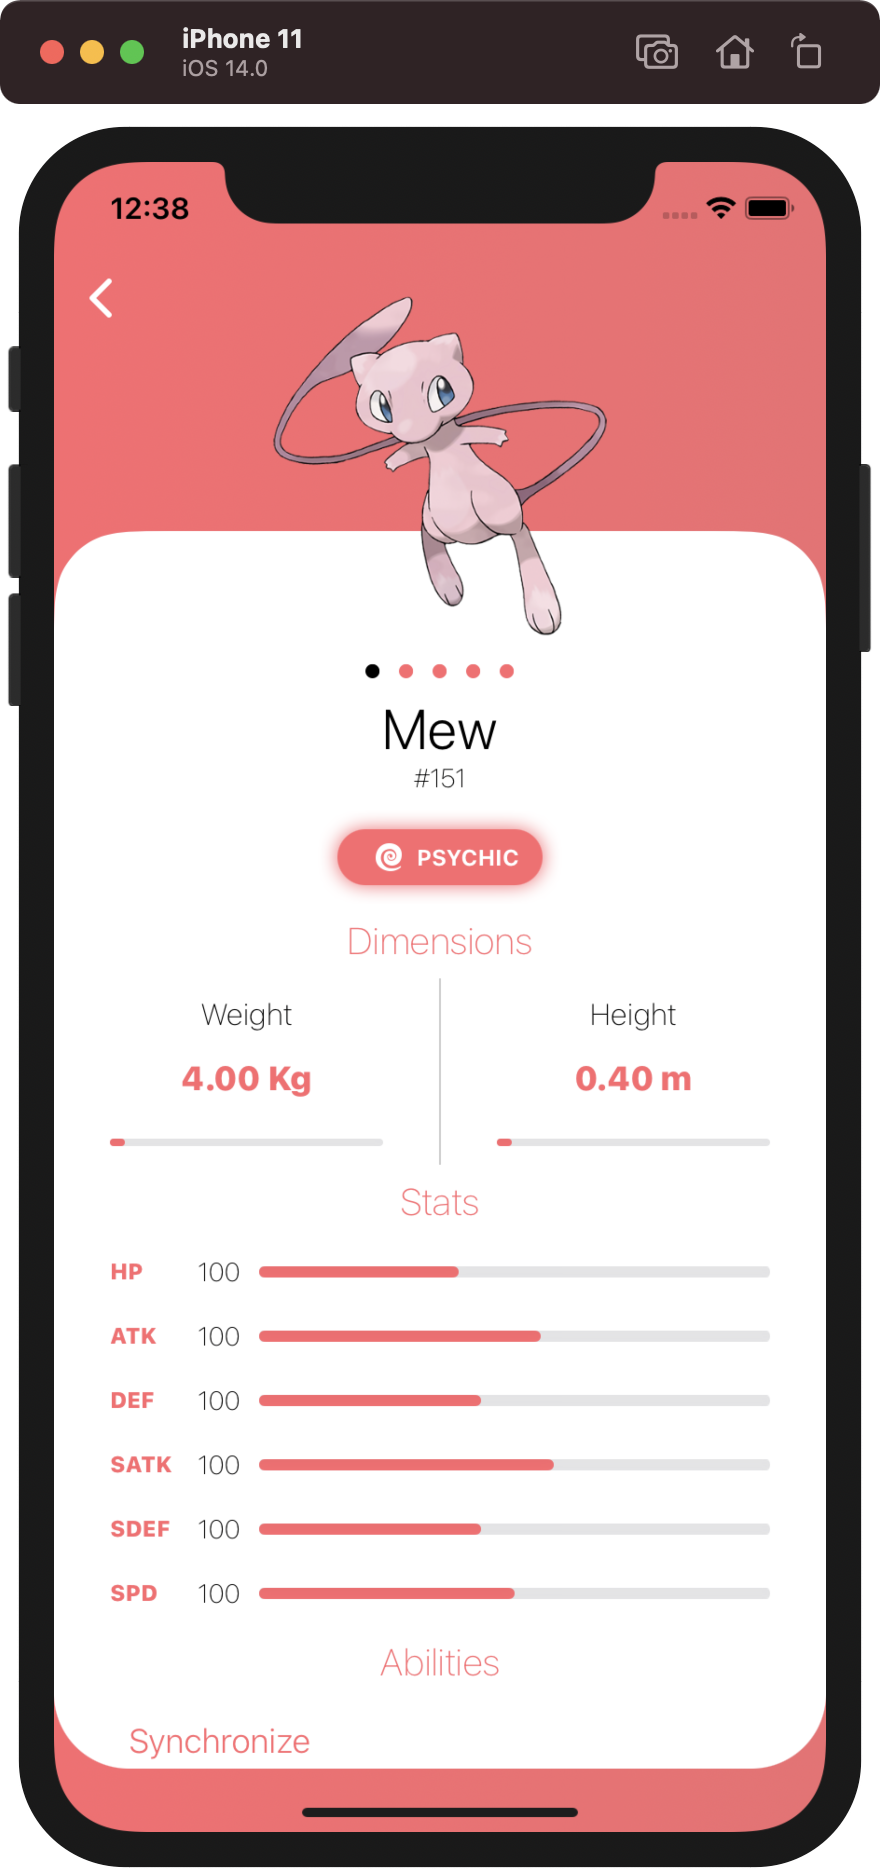 iPhone 11
iOS 14.0
12:38
Mew
#151
PSYCHIC
Dimensions
Weight
Height
4.00 Kg
0.40 m
Stats
HP 100
ATK 100
DEF 100
SATK 100
SDEF 100
SPD 100
Abilities
Synchronize